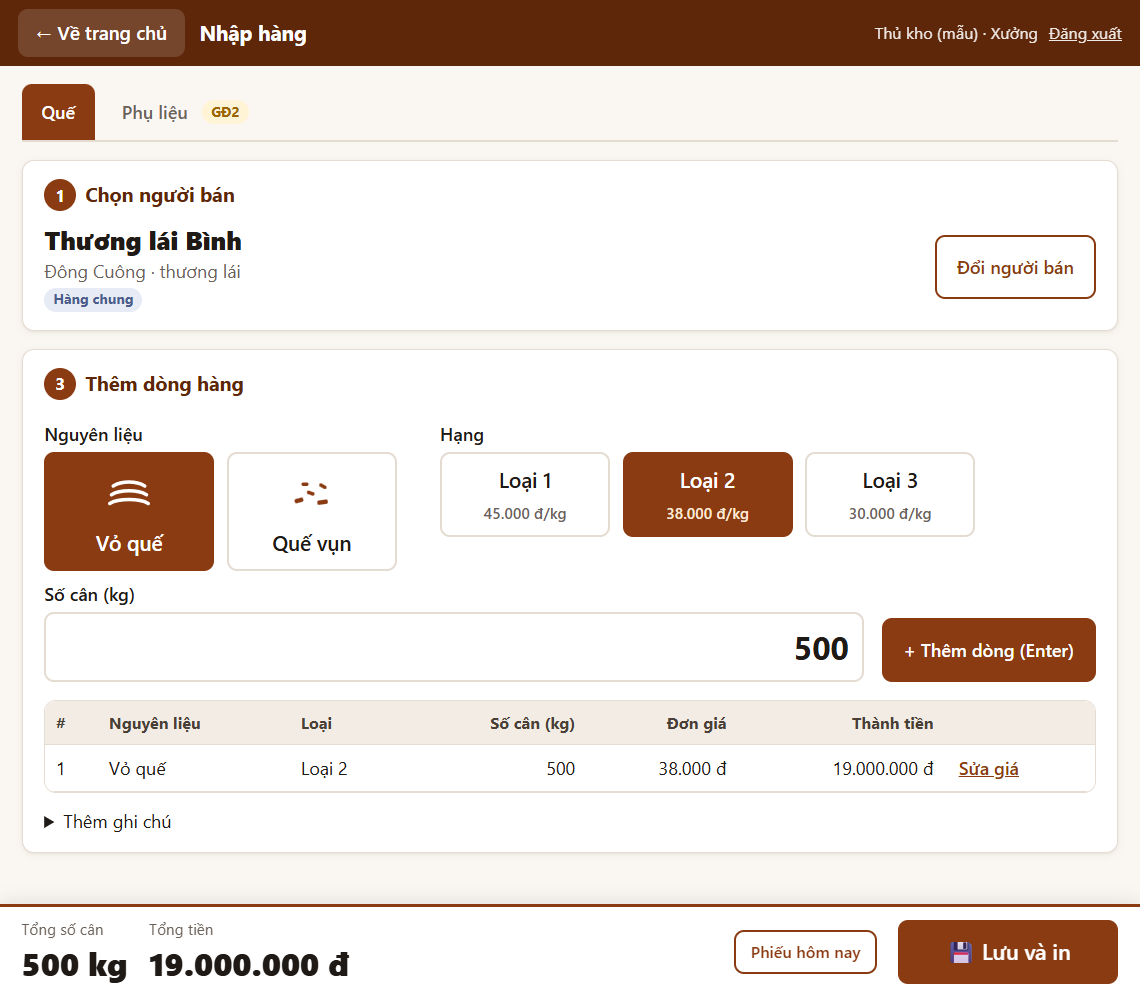 ← Về trang chủ Nhập hàng Thủ kho (mẫu) · Xưởng Đăng xuất
Quế Phụ liệu GĐ2
1 Chọn người bán
Thương lái Bình
Đông Cuông · thương lái
Hàng chung
Đổi người bán
3 Thêm dòng hàng
Nguyên liệu Hạng
Vỏ quế Quế vụn
Loại 1 Loại 2 Loại 3
45.000 đ/kg 38.000 đ/kg 30.000 đ/kg
Số cân (kg)
500 + Thêm dòng (Enter)
# Nguyên liệu Loại Số cân (kg) Đơn giá Thành tiền
1 Vỏ quế Loại 2 500 38.000 đ 19.000.000 đ Sửa giá
▶ Thêm ghi chú
Tổng số cân Tổng tiền
500 kg 19.000.000 đ
Phiếu hôm nay 💾 Lưu và in